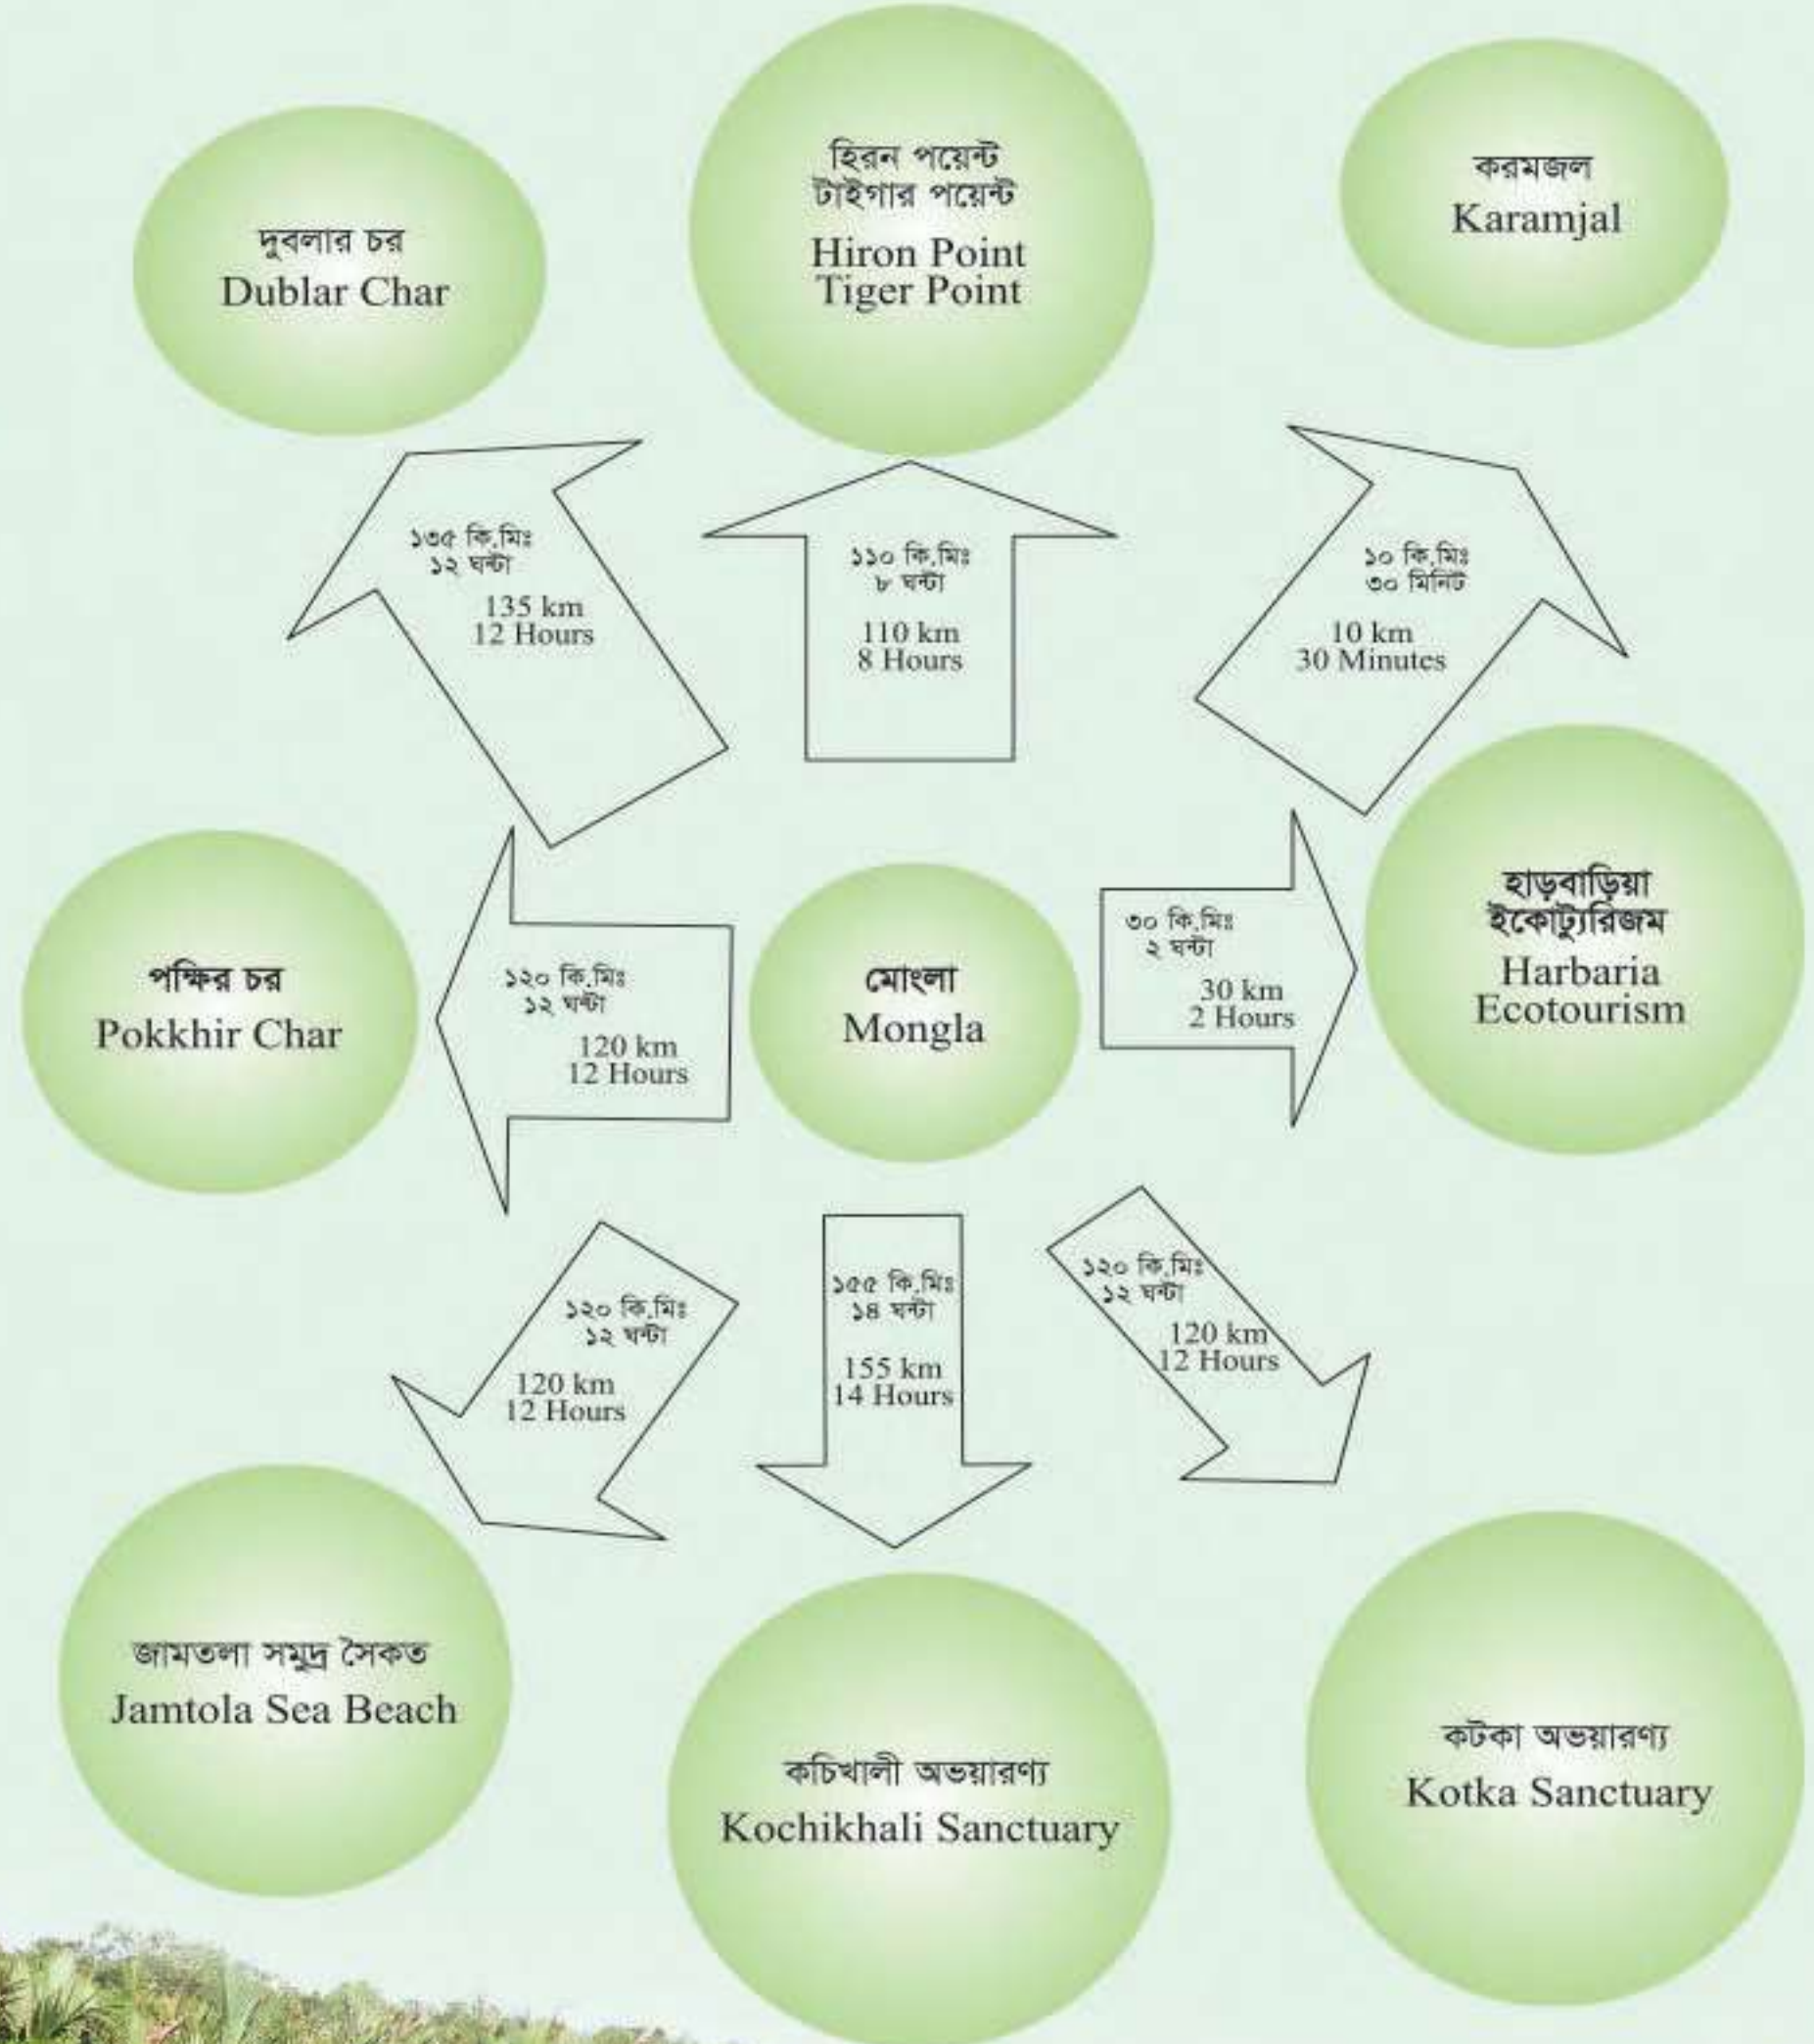 হিরন পয়েন্ট
টাইগার পয়েন্ট
Hiron Point
Tiger Point
করমজল
Karamjal
দুবলার চর
Dublar Char
১৩৫ কি.মিঃ
১২ ঘন্টা
135 km
12 Hours
১১০ কি.মিঃ
৮ ঘন্টা
110 km
8 Hours
১০ কি.মিঃ
৩০ মিনিট
10 km
30 Minutes
পক্ষির চর
Pokkhir Char
১২০ কি.মিঃ
১২ ঘন্টা
120 km
12 Hours
মোংলা
Mongla
৩০ কি.মিঃ
২ ঘন্টা
30 km
2 Hours
হাড়বাড়িয়া
ইকোট্যুরিজম
Harbaria
Ecotourism
১২০ কি.মিঃ
১২ ঘন্টা
120 km
12 Hours
১৫৫ কি.মিঃ
১৪ ঘন্টা
155 km
14 Hours
১২০ কি.মিঃ
১২ ঘন্টা
120 km
12 Hours
জামতলা সমুদ্র সৈকত
Jamtola Sea Beach
কচিখালী অভয়ারণ্য
Kochikhali Sanctuary
কটকা অভয়ারণ্য
Kotka Sanctuary